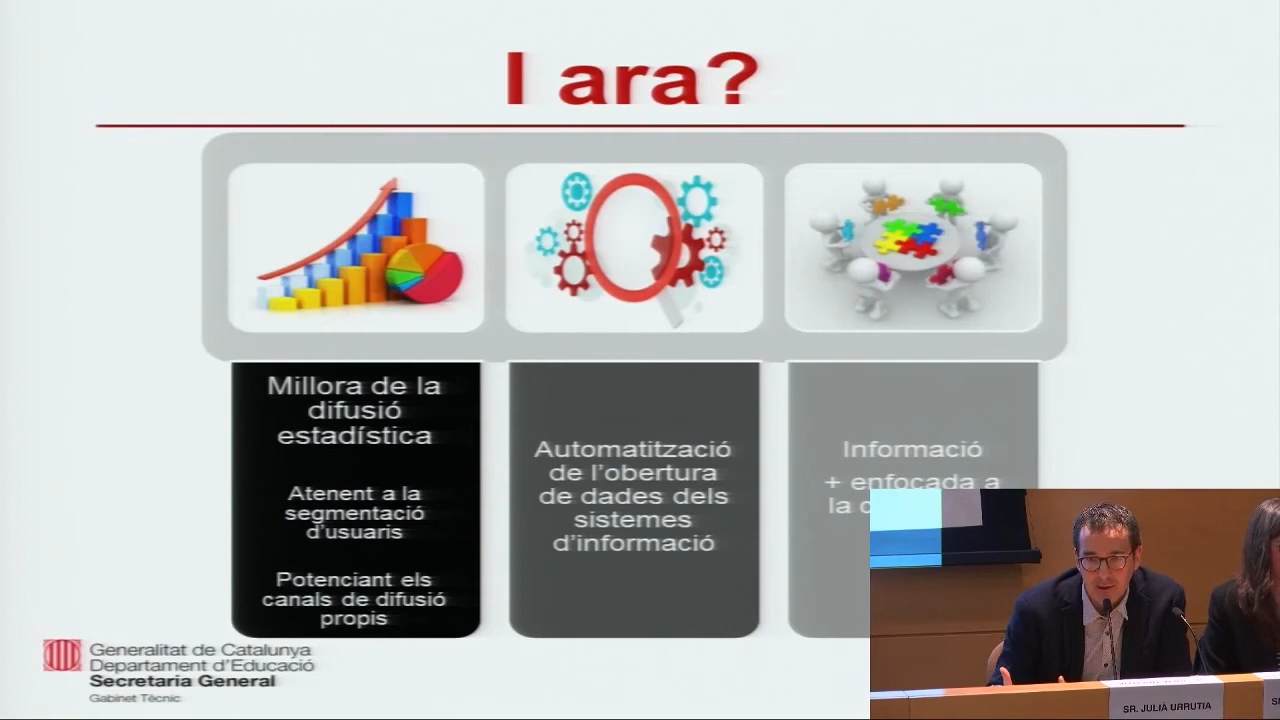 I ara?
Millora de la
difusió
estadística
Atenent a la
segmentació
d'usuaris
Potenciant els
canals de difusió
propis
Automatització
de l'obertura
de dades dels
sistemes
d'informació
Informació
+ enfocada a
la
Generalitat de Catalunya
Departament d'Educació
Secretaria General
Gabinet Tècnic
SR. JULIÀ URRUTIA